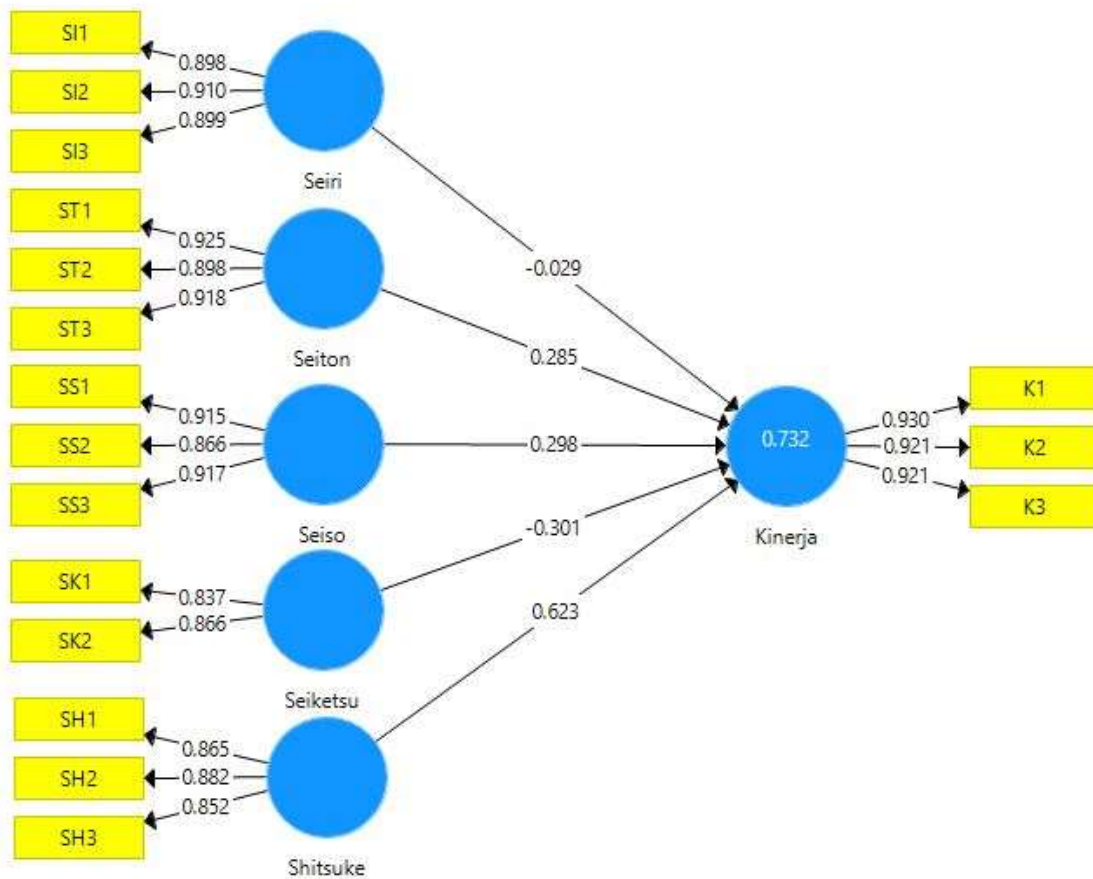 SI1
0.898
SI2
0.910
SI3
0.899
Seiri
ST1
0.925
ST2
0.898
ST3
0.918
Seiton
SS1
0.915
SS2
0.866
SS3
0.917
Seiso
SK1
0.837
SK2
0.866
Seiketsu
SH1
0.865
SH2
0.882
SH3
0.852
Shitsuke
-0.029
0.285
0.298
-0.301
0.623
0.732
Kinerja
0.930
K1
0.921
K2
0.921
K3